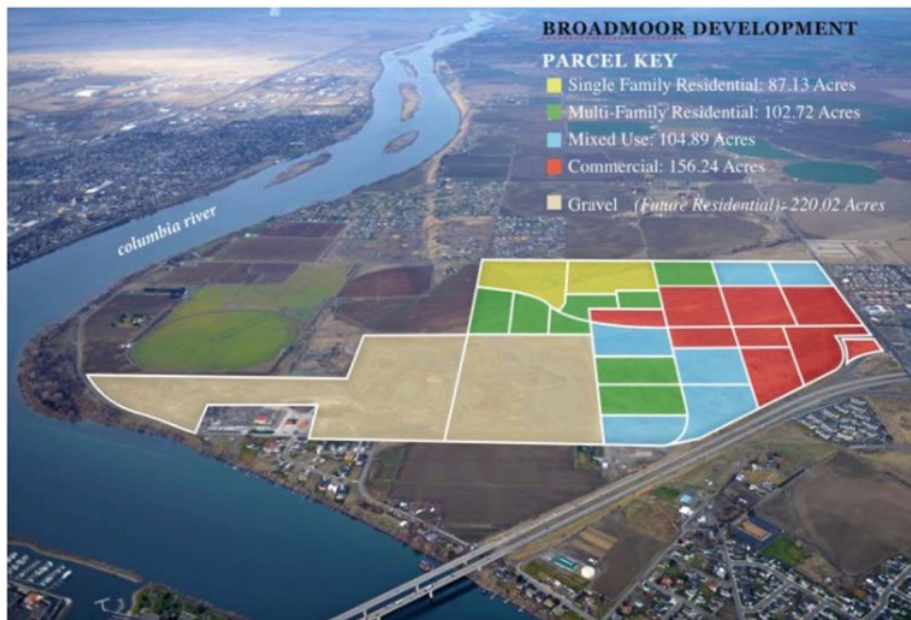 BROADMOOR DEVELOPMENT
PARCEL KEY
Single Family Residential: 87.13 Acres
Multi-Family Residential: 102.72 Acres
Mixed Use: 104.89 Acres
Commercial: 156.24 Acres
Gravel (Future Residential): 220.02 Acres
columbia river